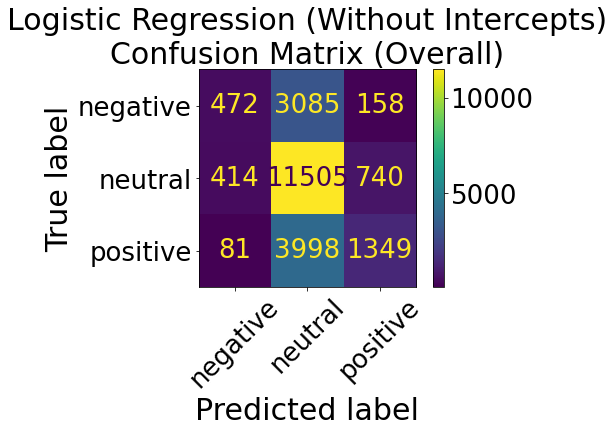 Logistic Regression (Without Intercepts)
Confusion Matrix (Overall)
True label
negative 472 3085 158
neutral 414 11505 740
positive 81 3998 1349
10000
5000
negative neutral positive
Predicted label